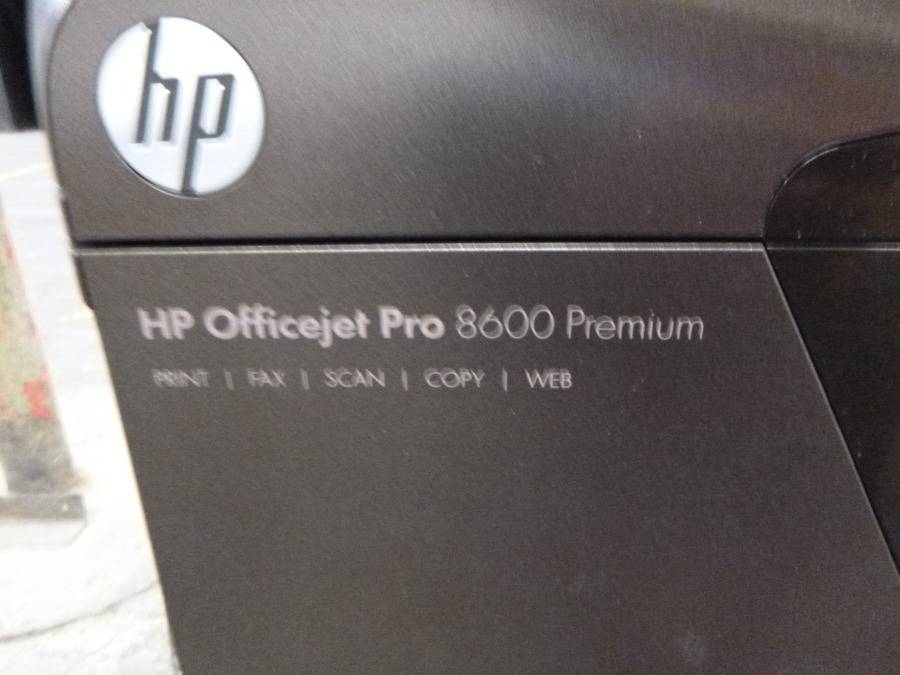 hp
HP Officejet Pro 8600 Premium
PRINT | FAX | SCAN | COPY | WEB